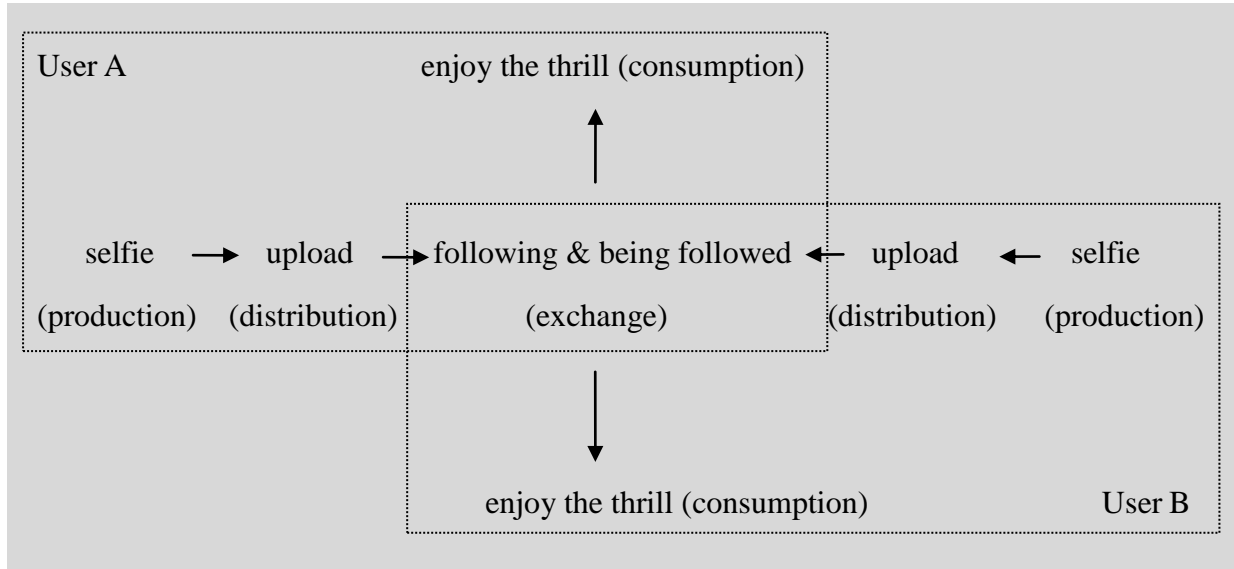 User A
enjoy the thrill (consumption)
selfie upload following & being followed upload selfie
(production) (distribution) (exchange) (distribution) (production)
enjoy the thrill (consumption)
User B